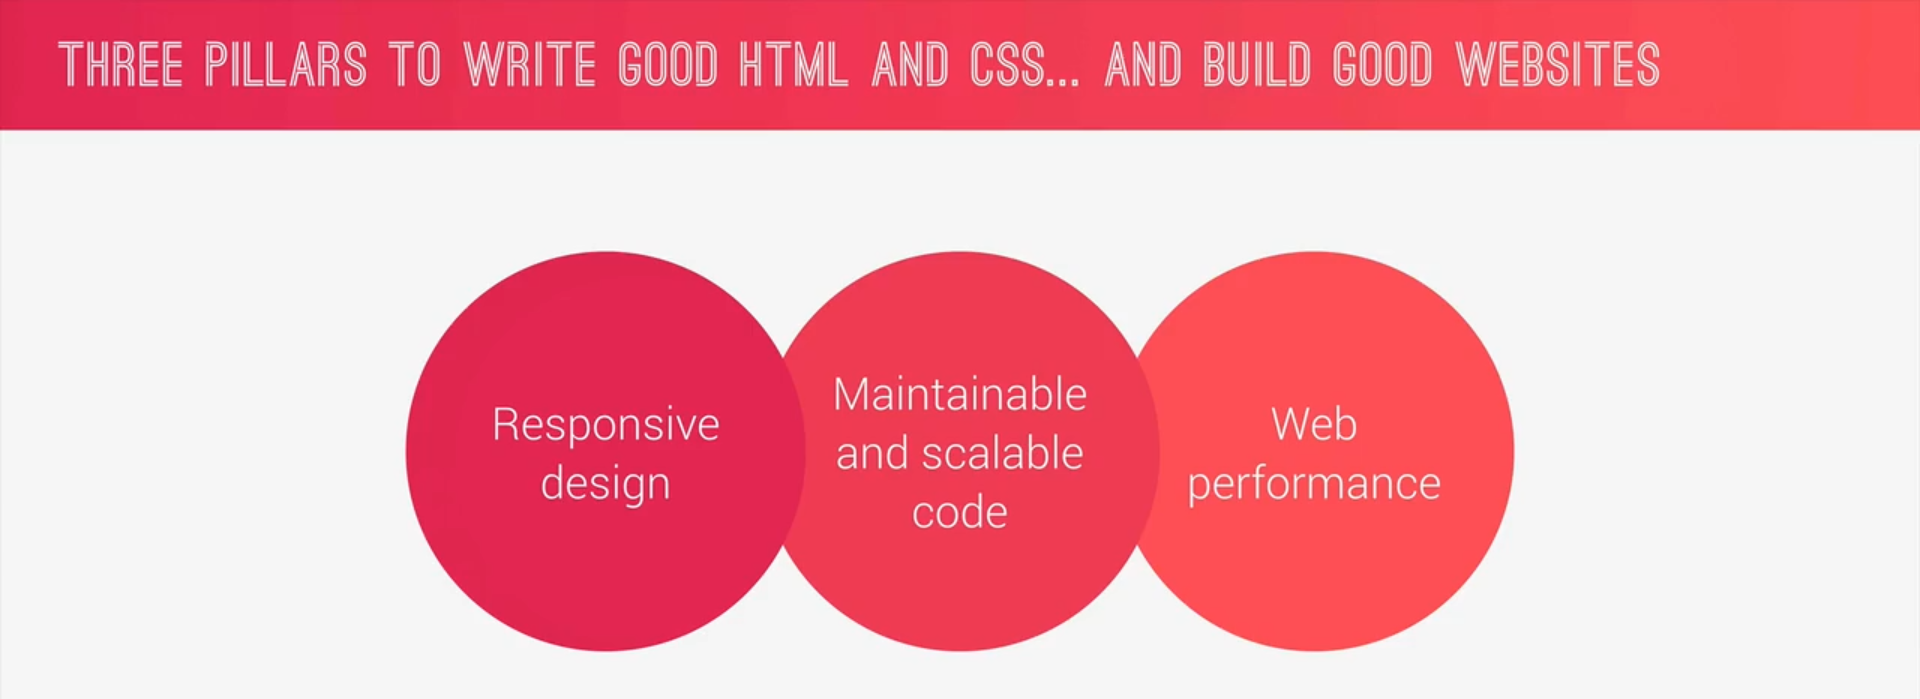 THREE PILLARS TO WRITE GOOD HTML AND CSS... AND BUILD GOOD WEBSITES
Responsive
design
Maintainable
and scalable
code
Web
performance